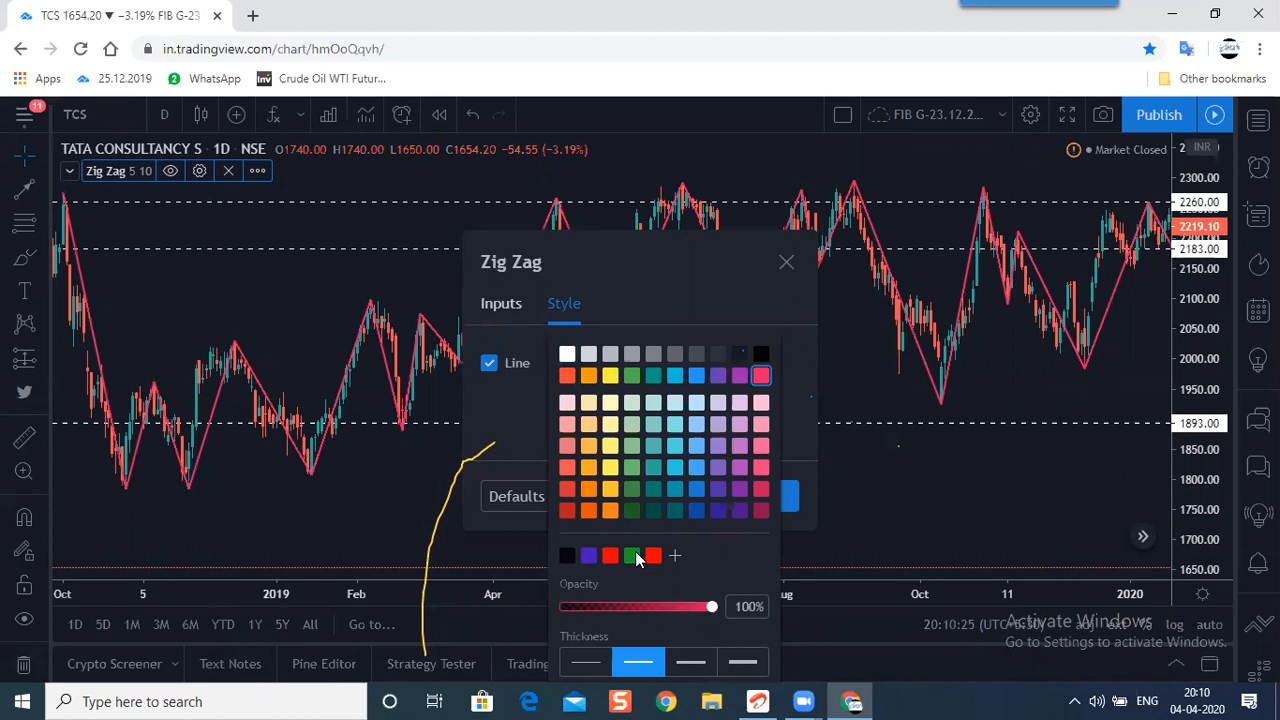 TCS 1654.20 ▼ −3.19% FIB G-23
in.tradingview.com/chart/hmOoQqvh/
Apps 25.12.2019 2 WhatsApp Inv Crude Oil WTI Futur... Other bookmarks
11 TCS D FIB G-23.12.2... Publish
TATA CONSULTANCY S · 1D · NSE O1740.00 H1740.00 L1650.00 C1654.20 −54.55 (−3.19%) Market Closed INR
Zig Zag 5 10
2300.00
2260.00
2219.10
2183.00
2150.00
2100.00
2050.00
2000.00
1950.00
1893.00
1850.00
1800.00
1750.00
1700.00
1650.00
Zig Zag
Inputs Style
Line
Defaults
Opacity
100%
Thickness
Oct 5 2019 Feb Apr Aug Oct 11 2020
1D 5D 1M 3M 6M YTD 1Y 5Y All Go to... 20:10:25 (UTC+5:30) % log auto
Activate Windows
Go to Settings to activate Windows.
Crypto Screener Text Notes Pine Editor Strategy Tester Trading
Type here to search ENG 20:10
04-04-2020